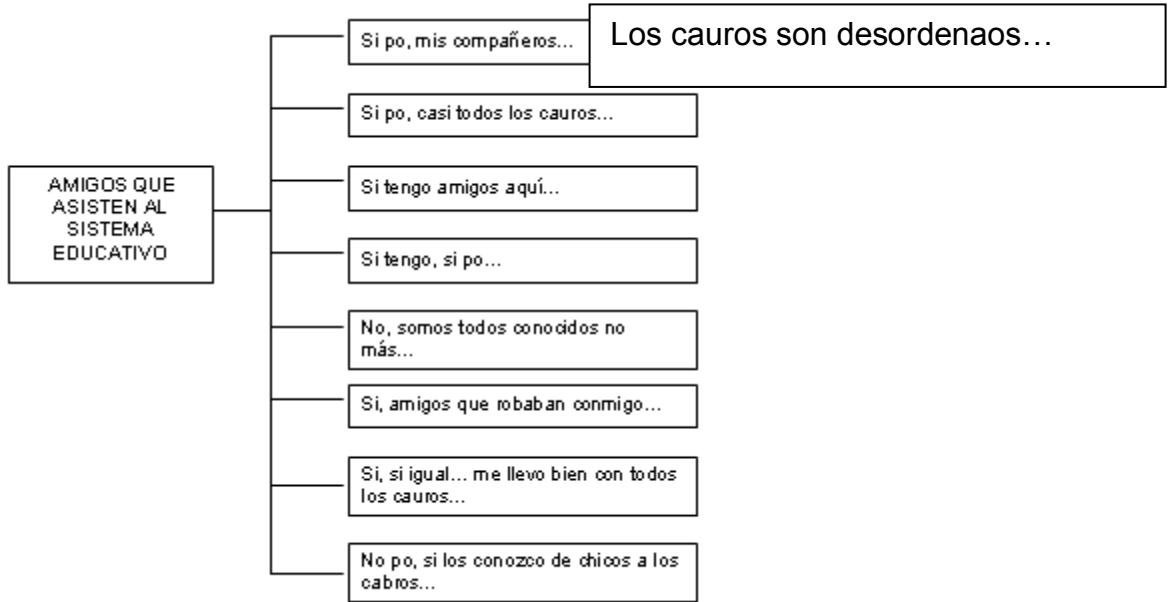 Si po, mis compañeros...
Los cauros son desordenaos…
Si po, casi todos los cauros...
AMIGOS QUE
ASISTEN AL
SISTEMA
EDUCATIVO
Si tengo amigos aquí...
Si tengo, si po...
No, somos todos conocidos no
más...
Si, amigos que robaban conmigo...
Si, si igual... me llevo bien con todos
los cauros...
No po, si los conozco de chicos a los
cabros...